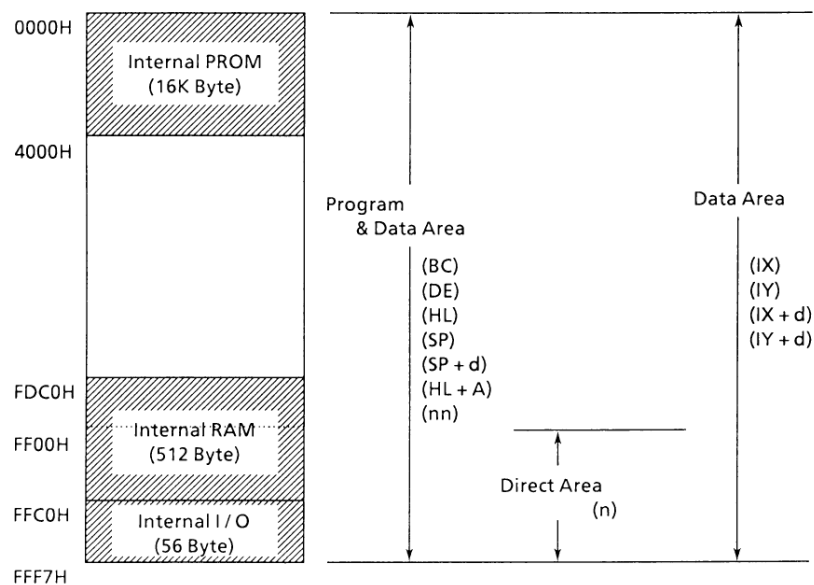 0000H
Internal PROM
(16K Byte)
4000H
FDC0H
Internal RAM
FF00H
(512 Byte)
FFC0H
Internal I / O
(56 Byte)
FFF7H
Program
& Data Area
(BC)
(DE)
(HL)
(SP)
(SP + d)
(HL + A)
(nn)
Direct Area
(n)
Data Area
(IX)
(IY)
(IX + d)
(IY + d)